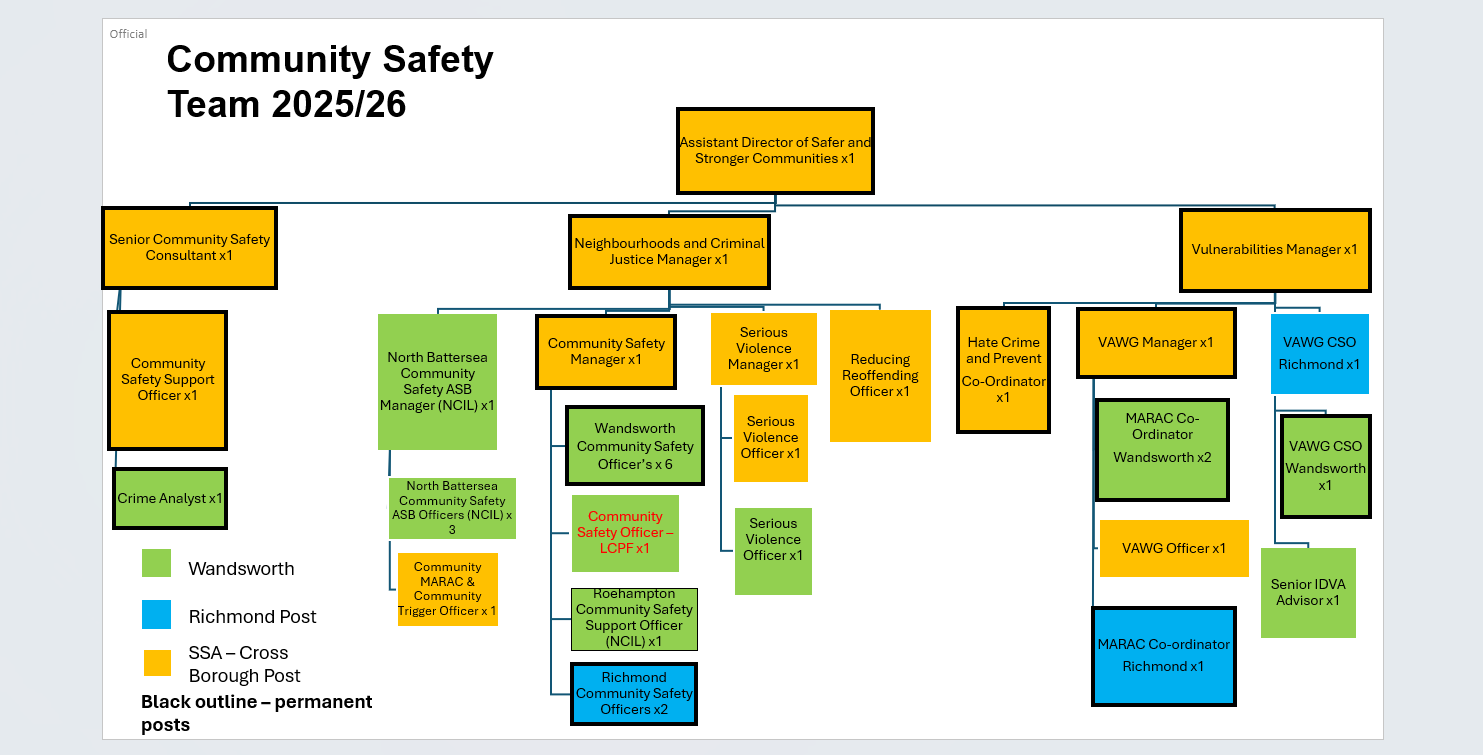 Official
Community Safety
Team 2025/26
Assistant Director of Safer and
Stronger Communities x1
Senior Community Safety
Consultant x1
Neighbourhoods and Criminal
Justice Manager x1
Vulnerabilities Manager x1
Community
Safety Support
Officer x1
Crime Analyst x1
North Battersea
Community
Safety ASB
Manager (NCIL) x1
North Battersea
Community Safety
ASB Officers (NCIL) x
3
Community
MARAC &
Community
Trigger Officer x 1
Community Safety
Manager x1
Wandsworth
Community Safety
Officer's x 6
Community
Safety Officer –
LCPF x1
Roehampton
Community Safety
Support Officer
(NCIL) x1
Richmond
Community Safety
Officers x2
Serious
Violence
Manager x1
Serious
Violence
Officer x1
Serious
Violence
Officer x1
Reducing
Reoffending
Officer x1
Hate Crime
and Prevent
Co-Ordinator
x1
VAWG Manager x1
MARAC Co-
Ordinator
Wandsworth x2
VAWG Officer x1
MARAC Co-ordinator
Richmond x1
VAWG CSO
Richmond x1
VAWG CSO
Wandsworth
x1
Senior IDVA
Advisor x1
Wandsworth
Richmond Post
SSA – Cross
Borough Post
Black outline – permanent
posts